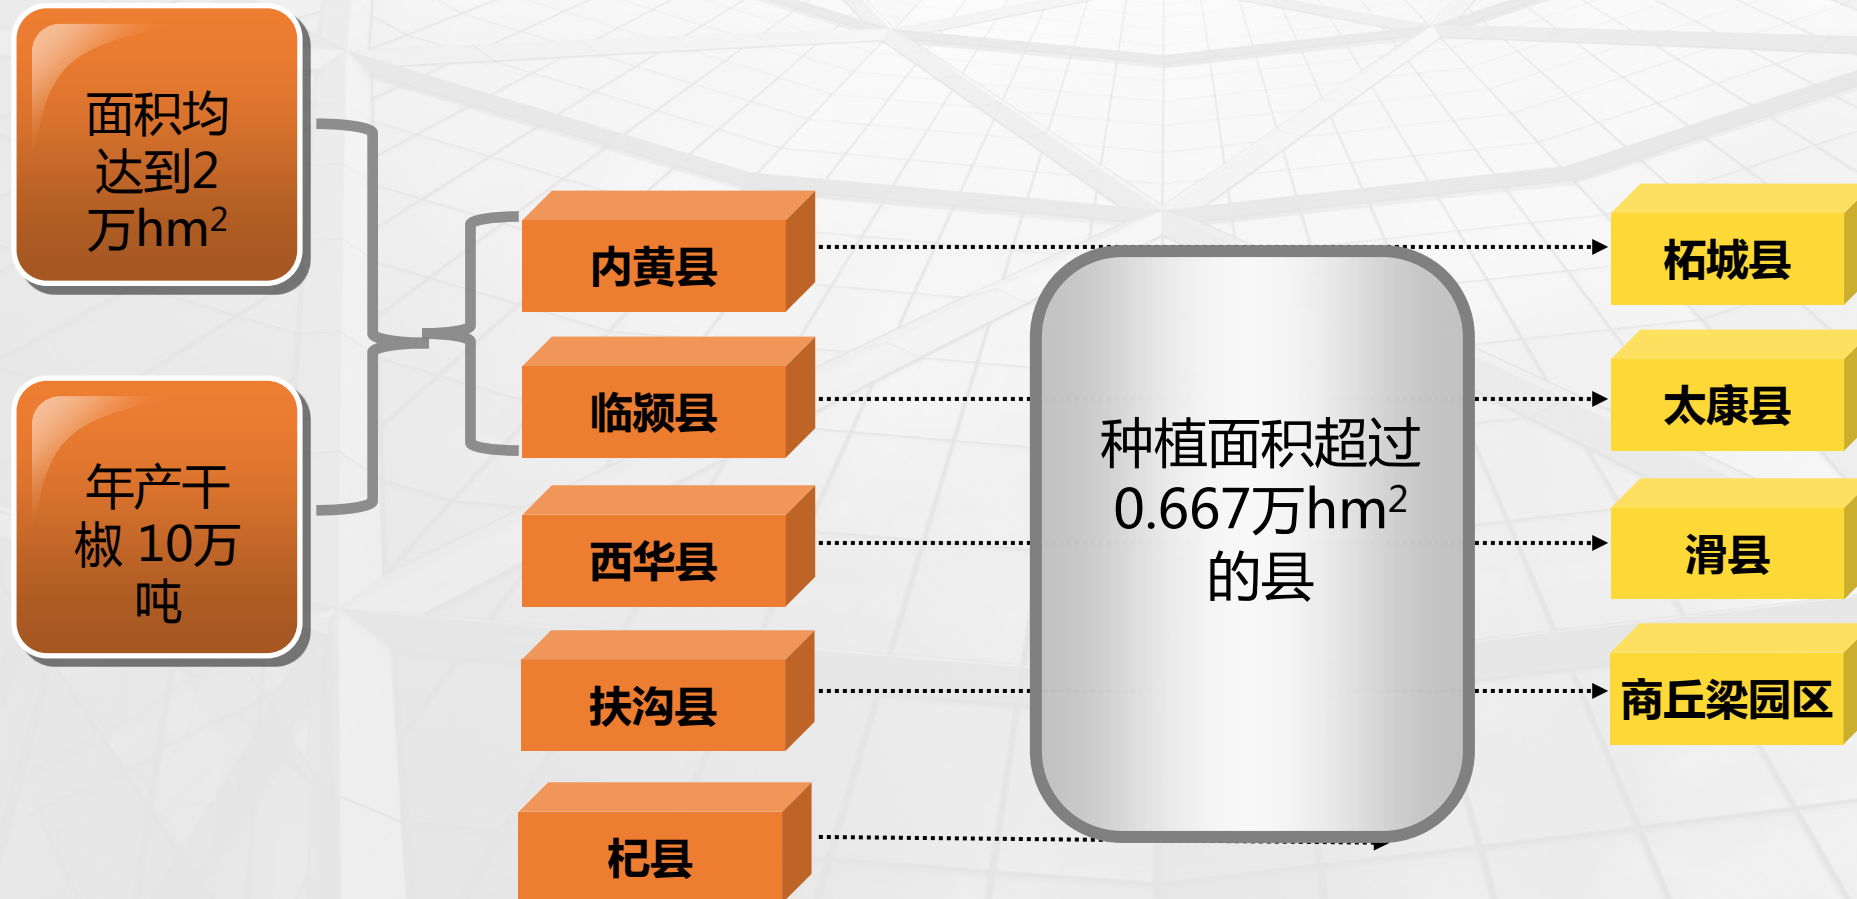 面积均
达到2
万hm²
年产干
椒 10万
吨
内黄县
临颍县
西华县
扶沟县
杞县
种植面积超过
0.667万hm²
的县
柘城县
太康县
滑县
商丘梁园区